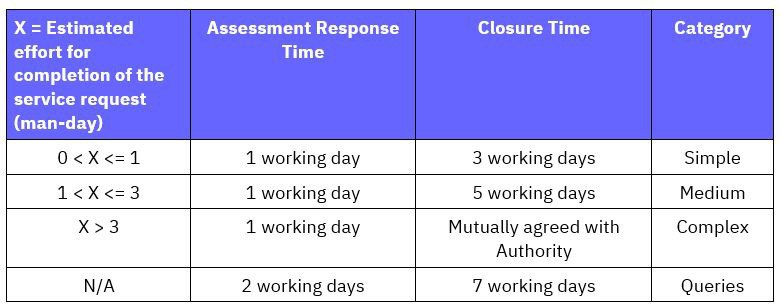 X = Estimated effort for completion of the service request (man-day) Assessment Response Time Closure Time Category
0 < X <= 1 1 working day 3 working days Simple
1 < X <= 3 1 working day 5 working days Medium
X > 3 1 working day Mutually agreed with Authority Complex
N/A 2 working days 7 working days Queries